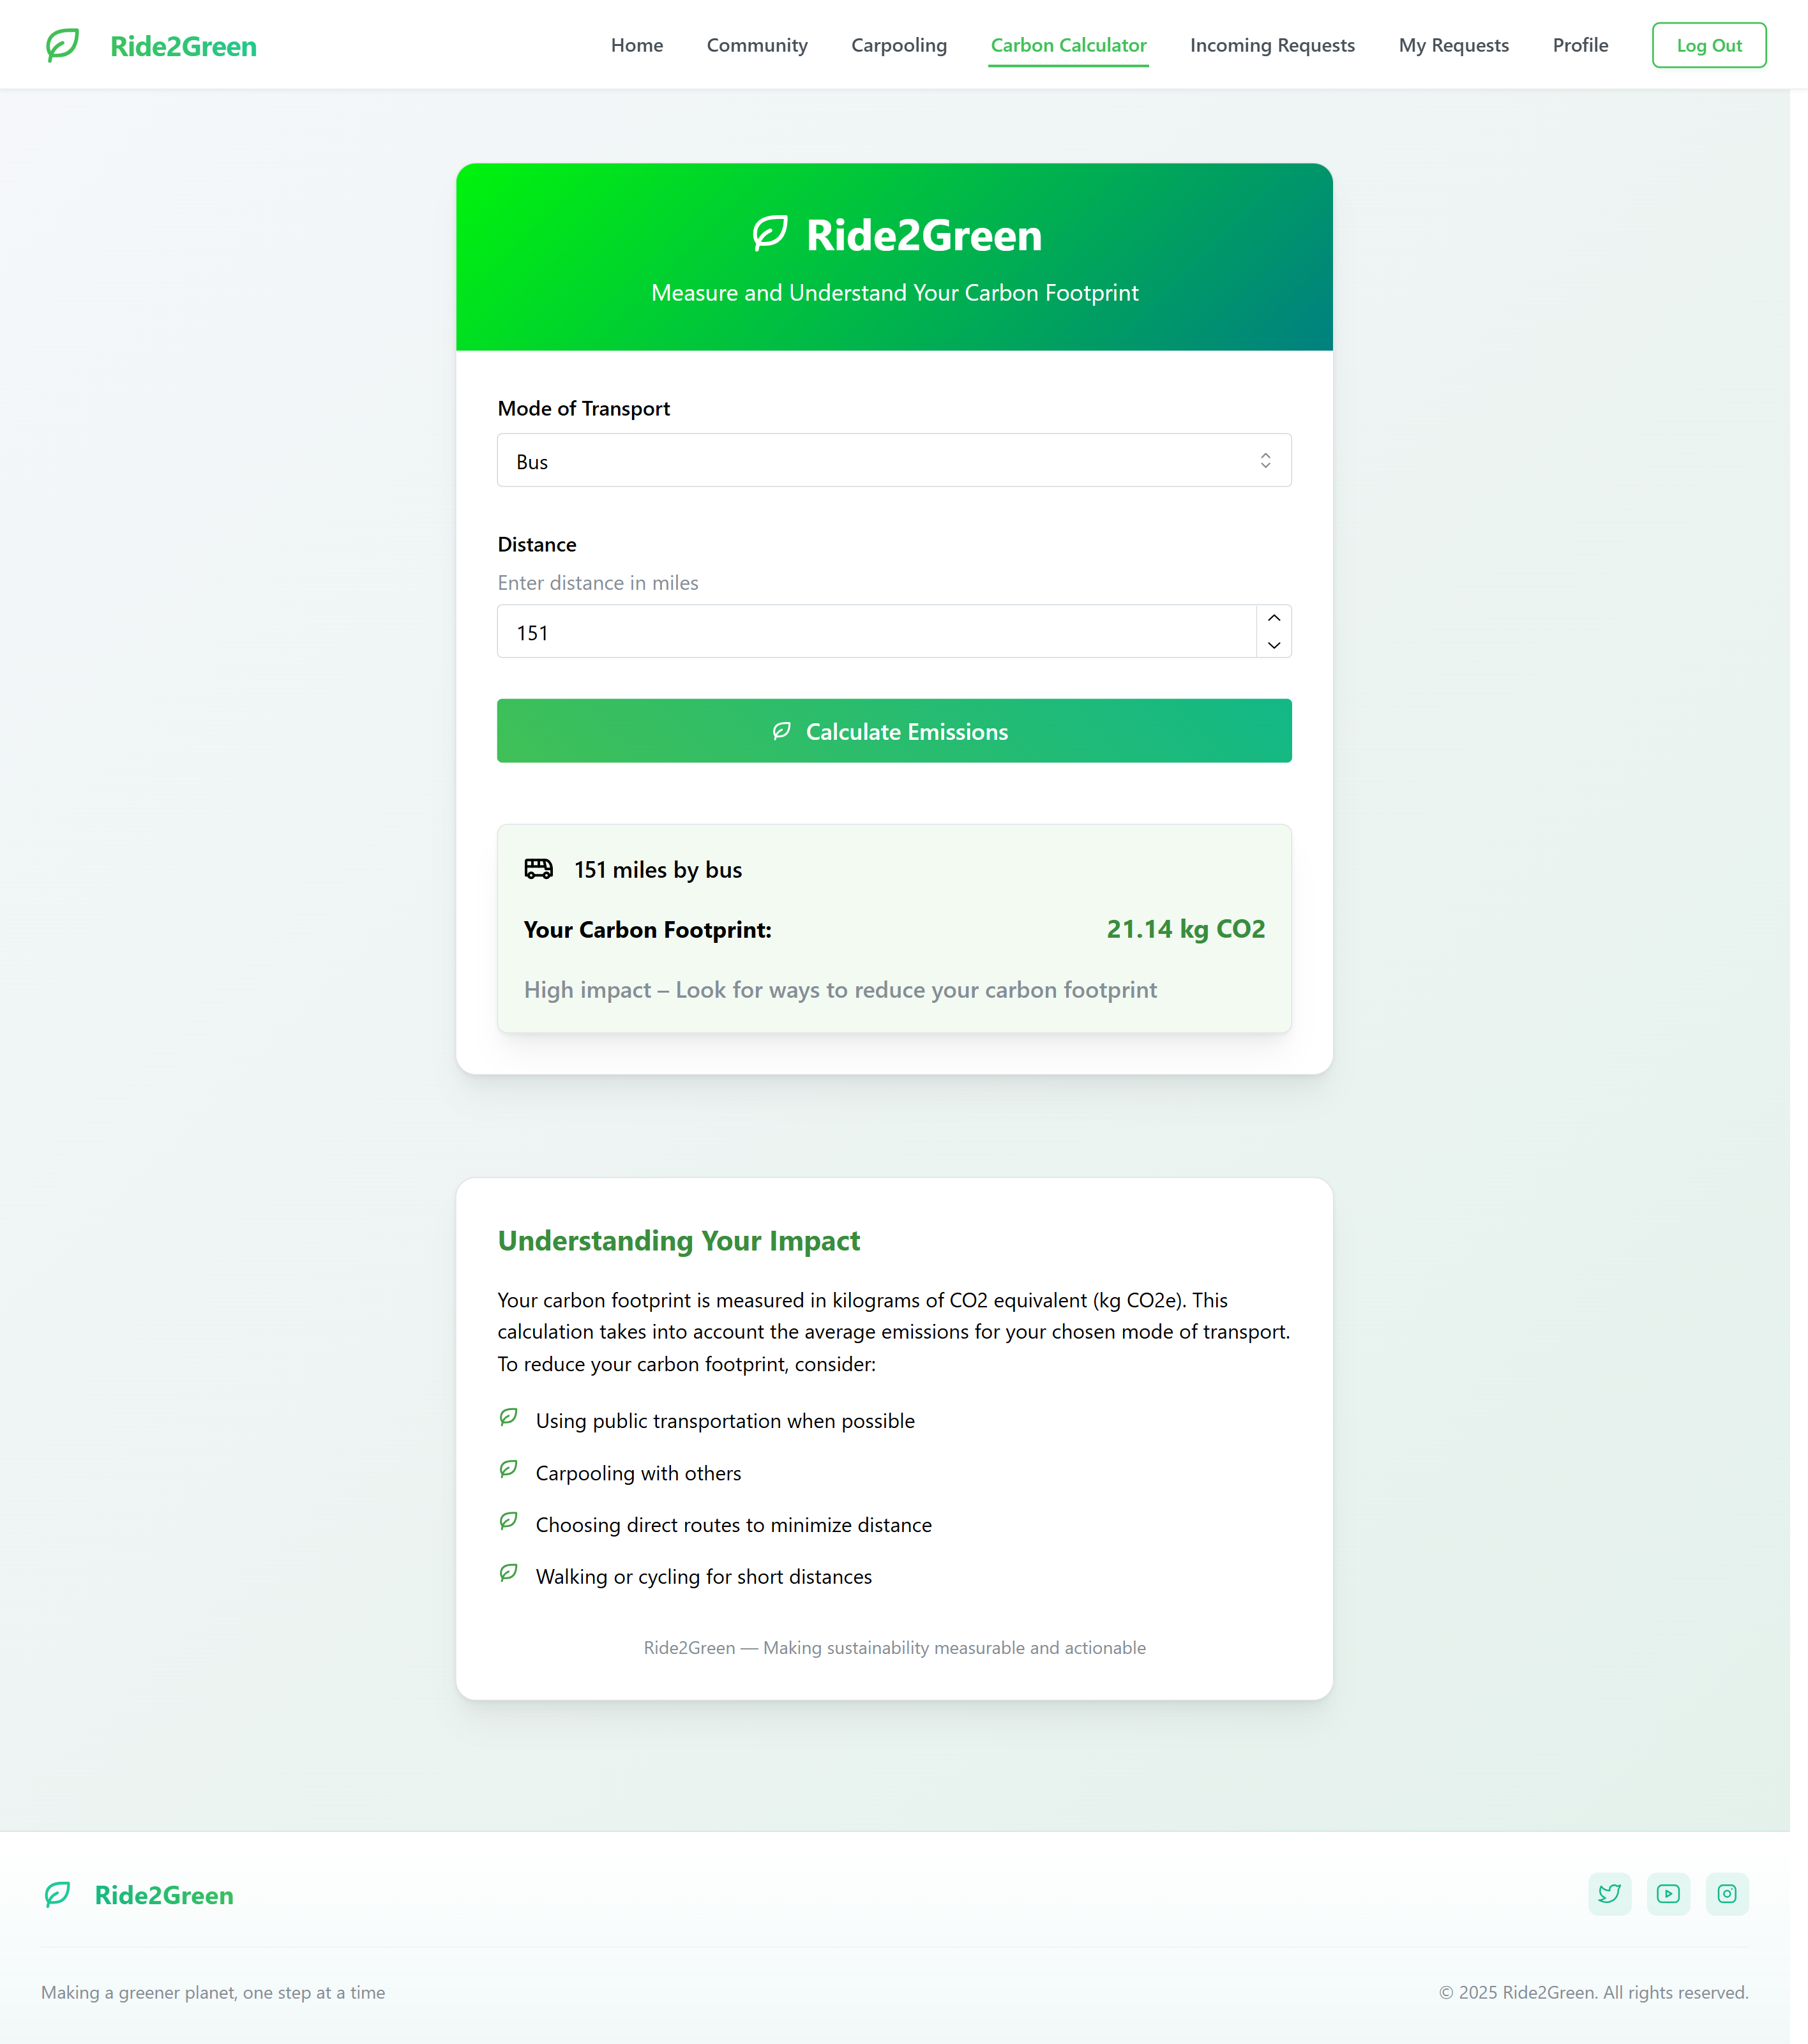 Ride2Green
Home
Community
Carpooling
Carbon Calculator
Incoming Requests
My Requests
Profile
Log Out
Ride2Green
Measure and Understand Your Carbon Footprint
Mode of Transport
Bus
Distance
Enter distance in miles
151
Calculate Emissions
151 miles by bus
Your Carbon Footprint: 21.14 kg CO2
High impact – Look for ways to reduce your carbon footprint
Understanding Your Impact
Your carbon footprint is measured in kilograms of CO2 equivalent (kg CO2e). This
calculation takes into account the average emissions for your chosen mode of transport.
To reduce your carbon footprint, consider:
Using public transportation when possible
Carpooling with others
Choosing direct routes to minimize distance
Walking or cycling for short distances
Ride2Green — Making sustainability measurable and actionable
Ride2Green
Making a greener planet, one step at a time
© 2025 Ride2Green. All rights reserved.